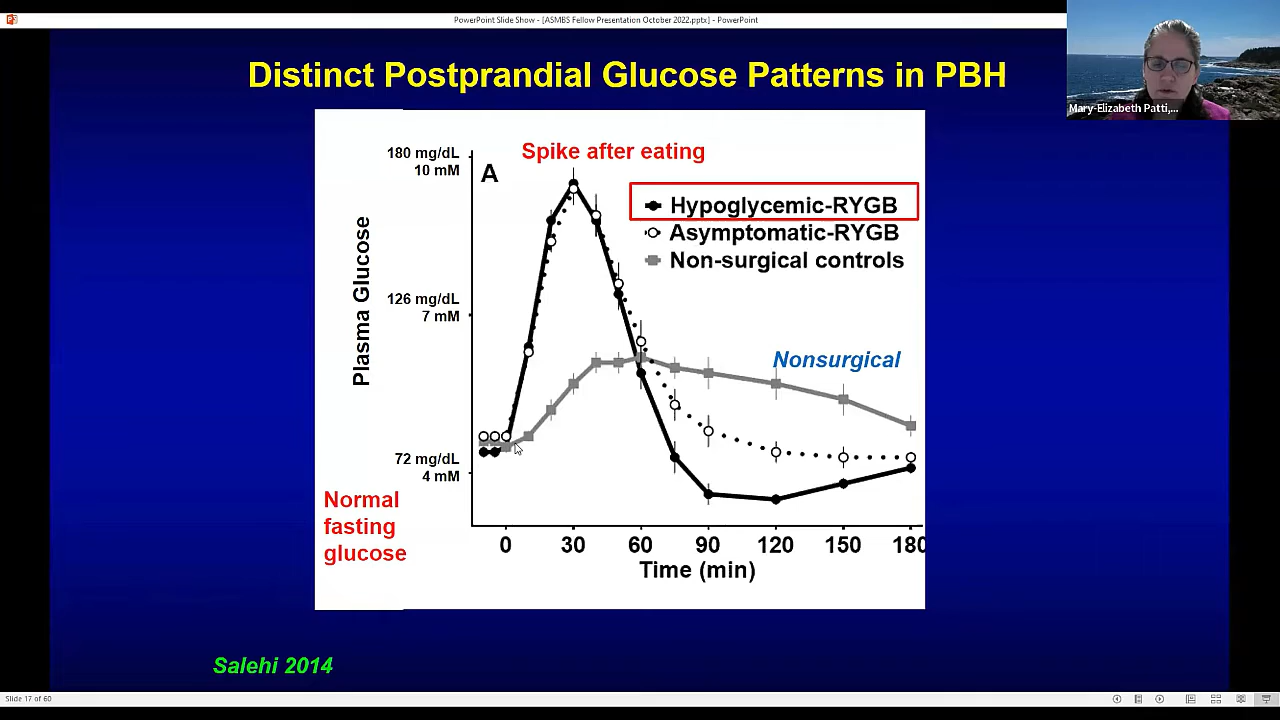 PowerPoint Slide Show - [ASMBS Fellow Presentation October 2022.pptx] - PowerPoint
Mary-Elizabeth Patti,...
Distinct Postprandial Glucose Patterns in PBH
Spike after eating
180 mg/dL
10 mM
A
Hypoglycemic-RYGB
Asymptomatic-RYGB
Non-surgical controls
Plasma Glucose
126 mg/dL
7 mM
Nonsurgical
72 mg/dL
4 mM
Normal
fasting
glucose
0 30 60 90 120 150 180
Time (min)
Salehi 2014
Slide 17 of 60